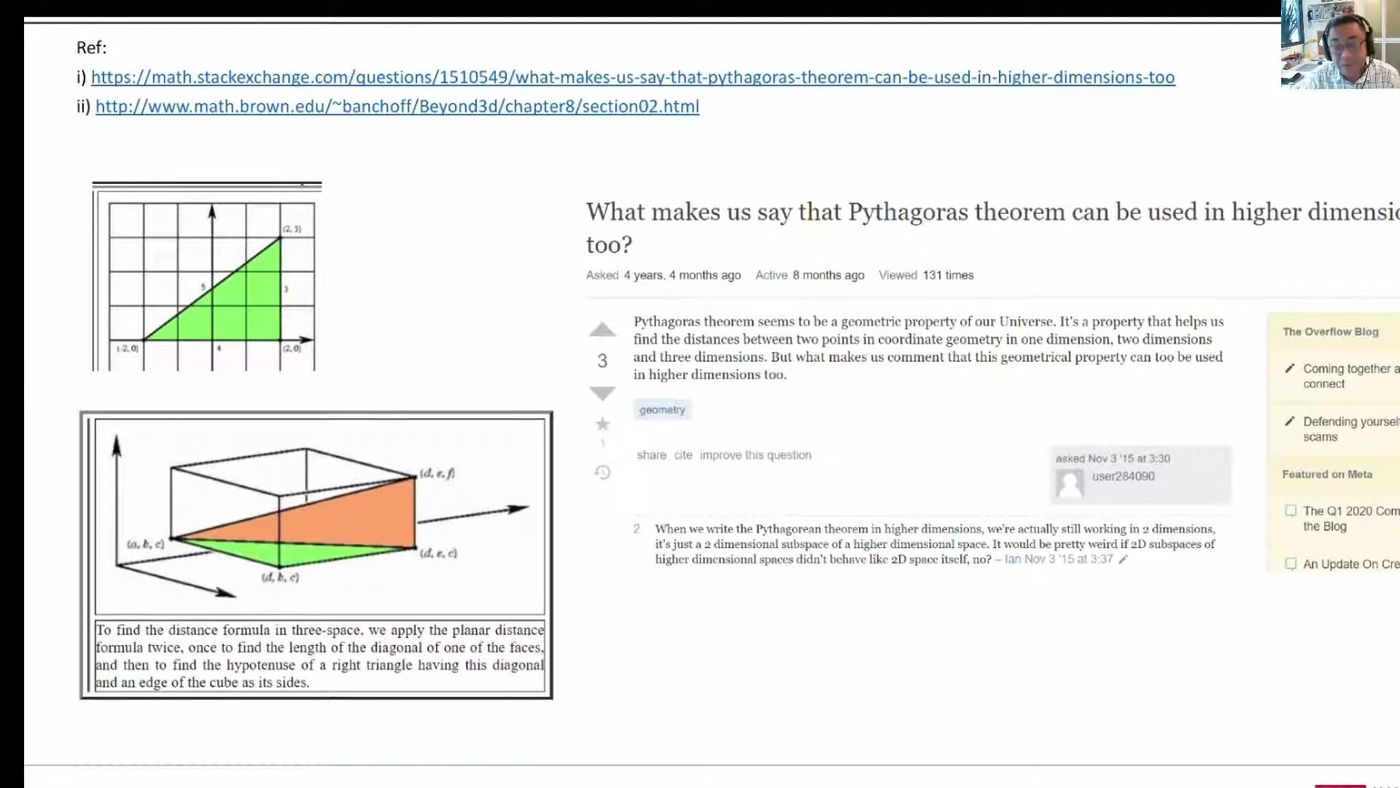 Ref:
i) https://math.stackexchange.com/questions/1510549/what-makes-us-say-that-pythagoras-theorem-can-be-used-in-higher-dimensions-too
ii) http://www.math.brown.edu/~banchoff/Beyond3d/chapter8/section02.html
(2, 3)
5
3
(-2, 0)
4
(2, 0)
(d, e, f)
(a, b, c)
(d, e, c)
(d, b, c)
To find the distance formula in three-space, we apply the planar distance
formula twice, once to find the length of the diagonal of one of the faces,
and then to find the hypotenuse of a right triangle having this diagonal
and an edge of the cube as its sides.
What makes us say that Pythagoras theorem can be used in higher dimensio
too?
Asked 4 years, 4 months ago Active 8 months ago Viewed 131 times
3
1
Pythagoras theorem seems to be a geometric property of our Universe. It's a property that helps us
find the distances between two points in coordinate geometry in one dimension, two dimensions
and three dimensions. But what makes us comment that this geometrical property can too be used
in higher dimensions too.
geometry
share cite improve this question
asked Nov 3 '15 at 3:30
user284090
2 When we write the Pythagorean theorem in higher dimensions, we're actually still working in 2 dimensions,
it's just a 2 dimensional subspace of a higher dimensional space. It would be pretty weird if 2D subspaces of
higher dimensional spaces didn't behave like 2D space itself, no? – Ian Nov 3 '15 at 3:37
The Overflow Blog
Coming together a
connect
Defending yoursel
scams
Featured on Meta
The Q1 2020 Com
the Blog
An Update On Cre